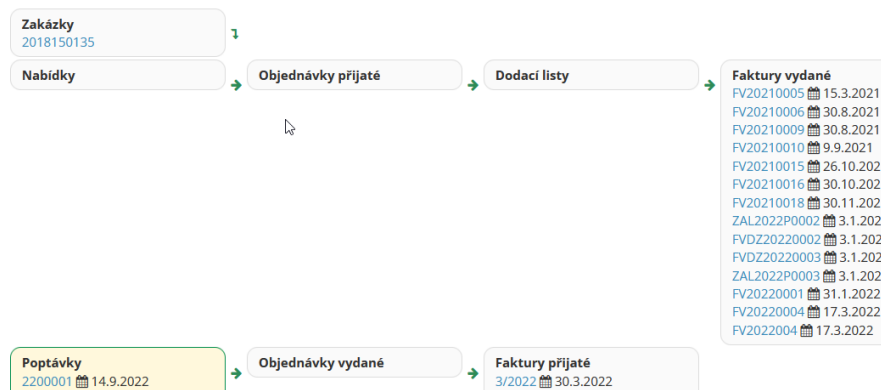 Zakázky
2018150135
Nabídky
Objednávky přijaté
Dodací listy
Faktury vydané
FV20210005 15.3.2021
FV20210006 30.8.2021
FV20210009 30.8.2021
FV20210010 9.9.2021
FV20210015 26.10.202
FV20210016 30.10.202
FV20210018 30.11.202
ZAL2022P0002 3.1.202
FVDZ20220002 3.1.202
FVDZ20220003 3.1.202
ZAL2022P0003 3.1.202
FV20220001 31.1.2022
FV20220004 17.3.2022
FV2022004 17.3.2022
Poptávky
2200001 14.9.2022
Objednávky vydané
Faktury přijaté
3/2022 30.3.2022